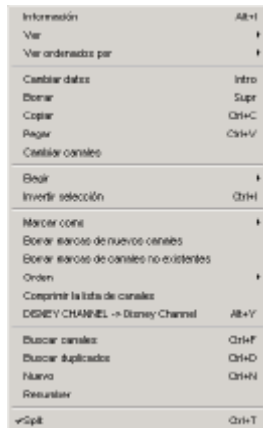 Información Alt+I
Ver
Ver ordenados por
Cambiar datos Intro
Borrar Supr
Copiar Ctrl+C
Pegar Ctrl+V
Cambiar canales
Elegir
Invertir selección Ctrl+I
Marcar como
Borrar marcas de nuevos canales
Borrar marcas de canales no existentes
Orden
Comprimir la lista de canales
DISNEY CHANNEL -> Disney Channel Alt+Y
Buscar canales Ctrl+F
Buscar duplicados Ctrl+D
Nuevo Ctrl+N
Renumber
Split Ctrl+T